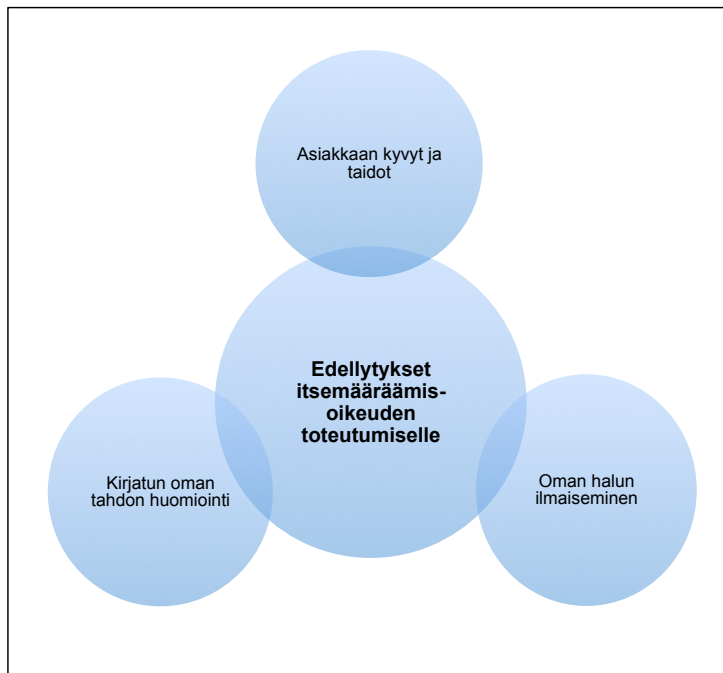 Asiakkaan kyvyt ja
taidot
Edellytykset
itsemääräämis-
oikeuden
toteutumiselle
Kirjatun oman
tahdon huomiointi
Oman halun
ilmaiseminen